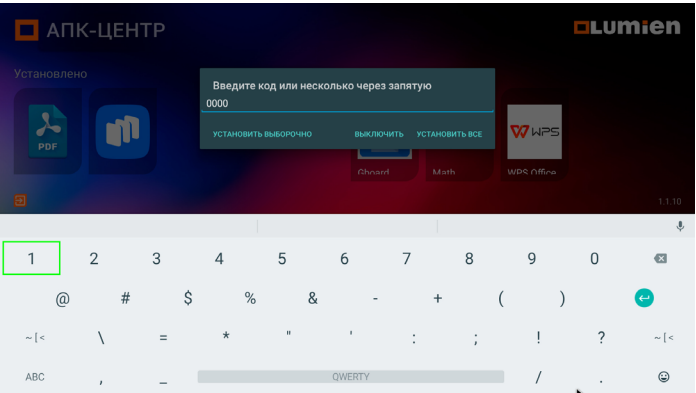 АПК-ЦЕНТР
LUMIEN
Установлено
Введите код или несколько через запятую
0000
УСТАНОВИТЬ ВЫБОРОЧНО ВЫКЛЮЧИТЬ УСТАНОВИТЬ ВСЕ
PDF
WPS
Gboard Math WPS Office
1.1.10
1 2 3 4 5 6 7 8 9 0
@ # $ % & - + ( )
~ [ < \ = * " ' : ; ! ? ~ [ <
ABC , _ QWERTY / .